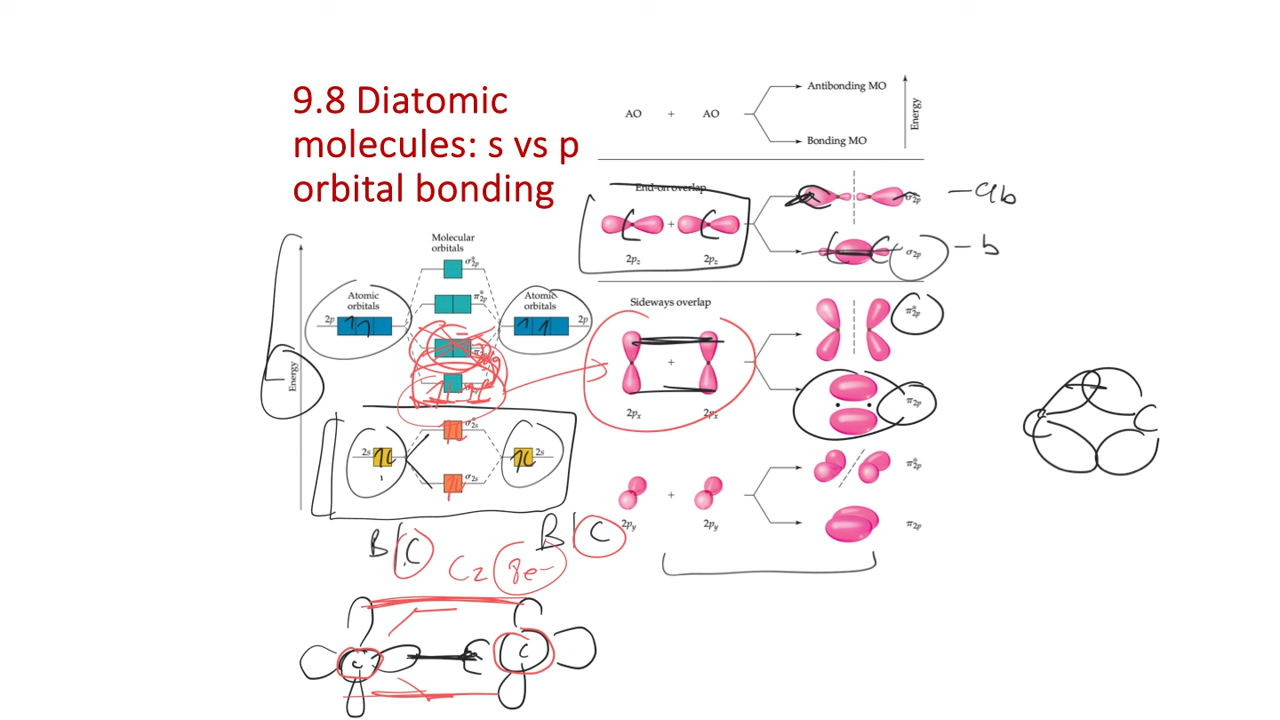 9.8 Diatomic
molecules: s vs p
orbital bonding
AO + AO
Antibonding MO
Bonding MO
Energy
End-on overlap
2pz + 2pz
σ*2p
σ2p
-ab
-b
Sideways overlap
2px + 2px
π*2p
π2p
2py + 2py
π*2p
π2p
Molecular
orbitals
σ*2p
π*2p
Atomic
orbitals
2p
Atomic
orbitals
2p
Energy
σ*2s
2s
2s
σ2s
B/C
B/C
C2 8e-
C
C
C
C